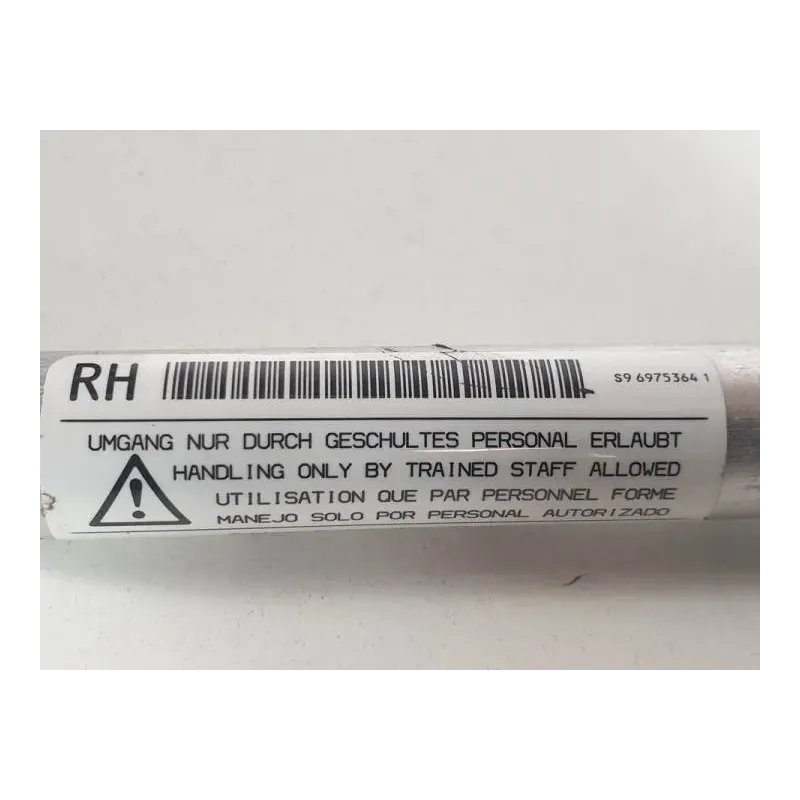 RH S9 6975364 1
UMGANG NUR DURCH GESCHULTES PERSONAL ERLAUBT
HANDLING ONLY BY TRAINED STAFF ALLOWED
UTILISATION QUE PAR PERSONNEL FORME
MANEJO SOLO POR PERSONAL AUTORIZADO